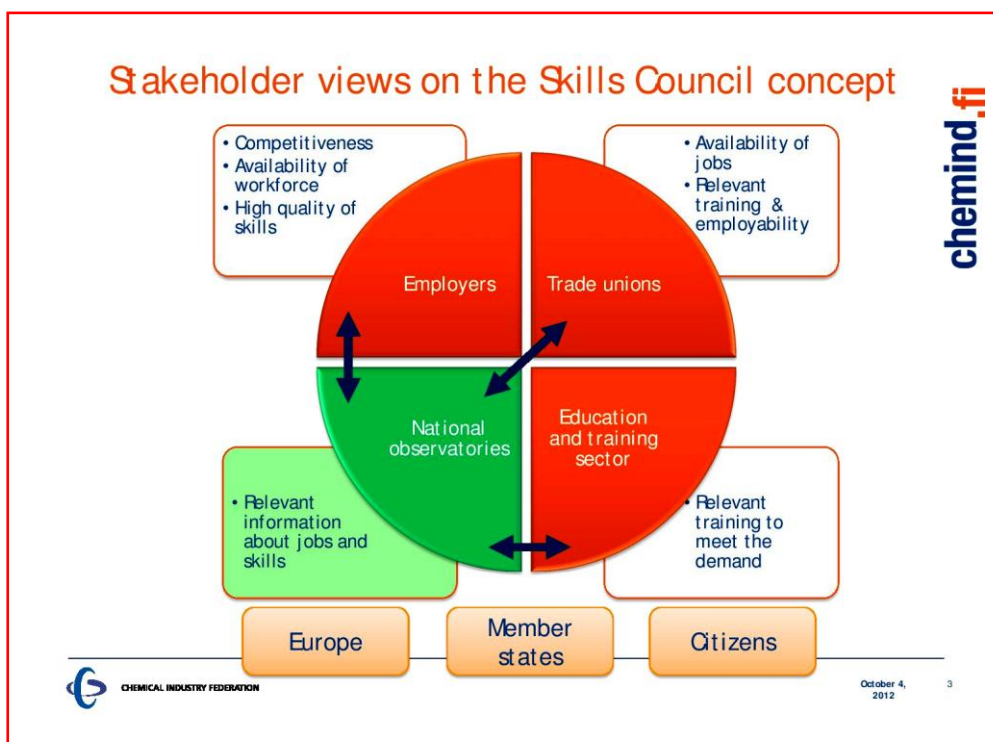 Stakeholder views on the Skills Council concept
chemind.fi
• Competitiveness
• Availability of
workforce
• High quality of
skills
• Availability of
jobs
• Relevant
training &
employability
Employers
Trade unions
National
observatories
Education
and training
sector
• Relevant
information
about jobs and
skills
• Relevant
training to
meet the
demand
Europe
Member
states
Citizens
CHEMICAL INDUSTRY FEDERATION
October 4,
2012
3